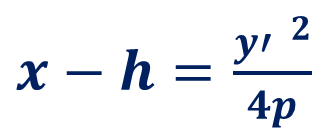 x − h = y′ ² / 4p